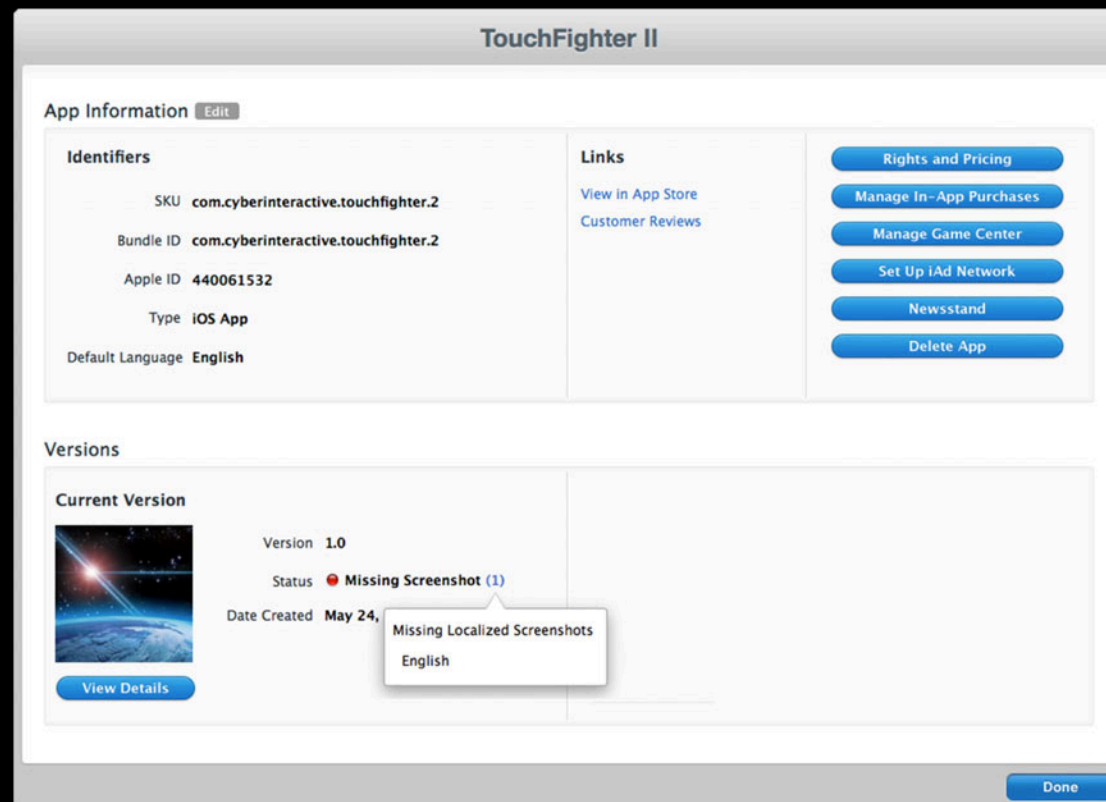 TouchFighter II
App Information Edit
Identifiers
SKU com.cyberinteractive.touchfighter.2
Bundle ID com.cyberinteractive.touchfighter.2
Apple ID 440061532
Type iOS App
Default Language English
Links
View in App Store
Customer Reviews
Rights and Pricing
Manage In-App Purchases
Manage Game Center
Set Up iAd Network
Newsstand
Delete App
Versions
Current Version
Version 1.0
Status Missing Screenshot (1)
Date Created May 24,
Missing Localized Screenshots
English
View Details
Done